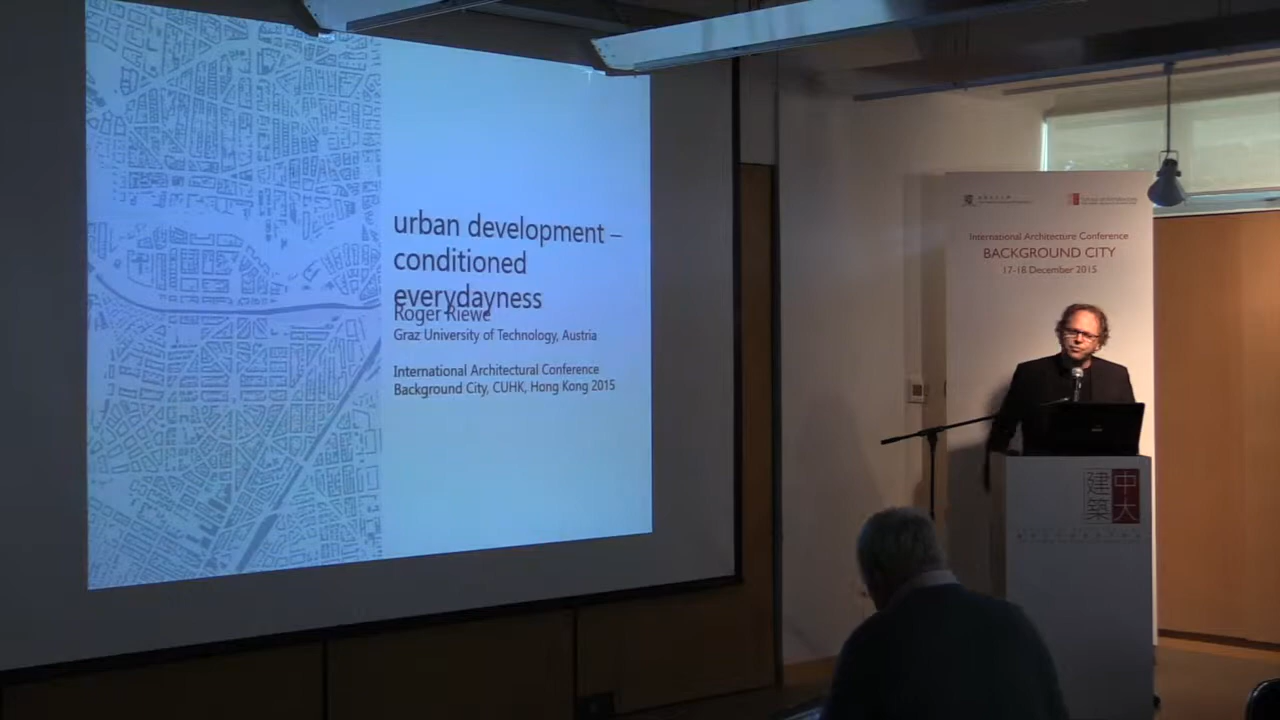 urban development –
conditioned
everydayness
Roger Riewe
Graz University of Technology, Austria
International Architectural Conference
Background City, CUHK, Hong Kong 2015
International Architecture Conference
BACKGROUND CITY
17-18 December 2015
建築
中大